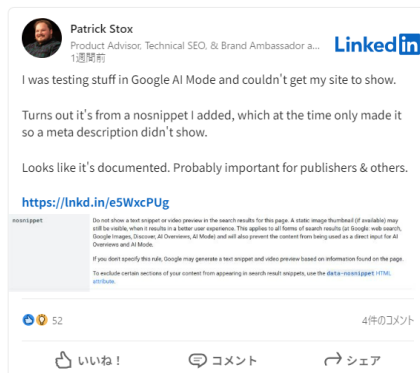 Patrick Stox
Product Advisor, Technical SEO, & Brand Ambassador a...
1週間前
LinkedIn
I was testing stuff in Google AI Mode and couldn't get my site to show.
Turns out it's from a nosnippet I added, which at the time only made it
so a meta description didn't show.
Looks like it's documented. Probably important for publishers & others.
https://lnkd.in/e5WxcPUg
nosnippet
Do not show a text snippet or video preview in the search results for this page. A static image thumbnail (if available) may
still be visible, when it results in a better user experience. This applies to all forms of search results (at Google: web search,
Google Images, Discover, AI Overviews, AI Mode) and will also prevent the content from being used as a direct input for AI
Overviews and AI Mode.
If you don't specify this rule, Google may generate a text snippet and video preview based on information found on the page.
To exclude certain sections of your content from appearing in search result snippets, use the data-nosnippet HTML
attribute.
52
4件のコメント
いいね！
コメント
シェア